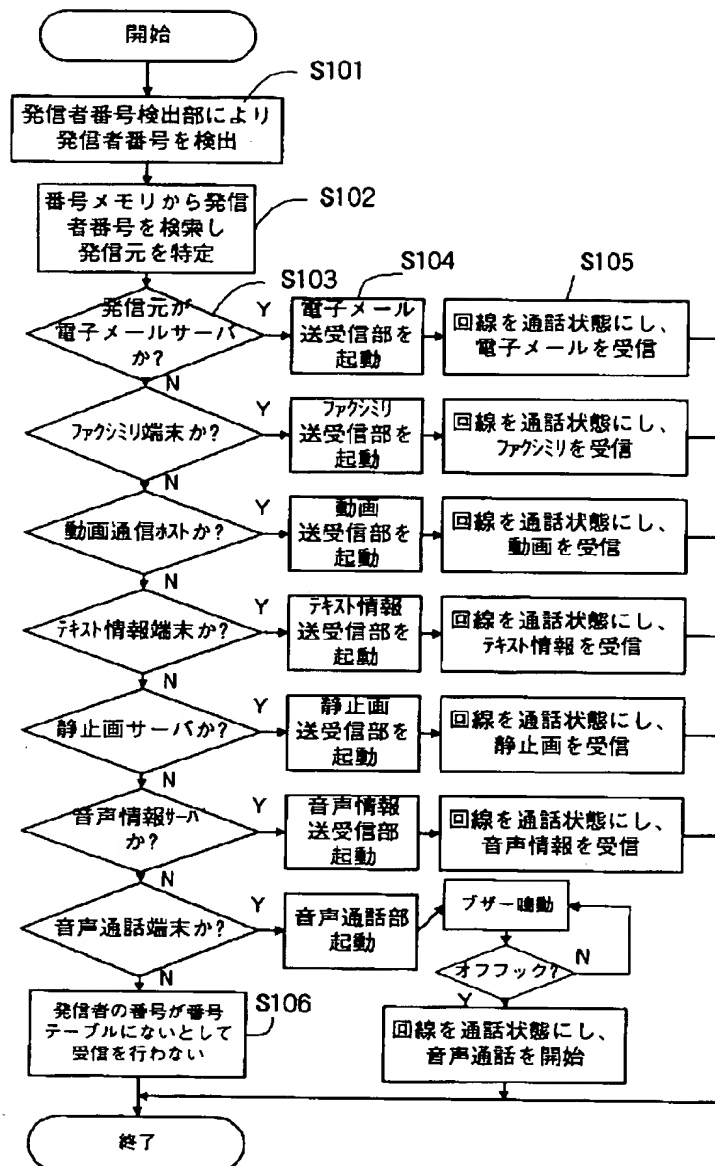 開始
S101
発信者番号検出部により
発信者番号を検出
S102
番号メモリから発信
者番号を検索し
発信元を特定
S103
S104
S105
発信元が
電子メールサーバ
か?
Y
電子メール
送受信部を
起動
回線を通話状態にし、
電子メールを受信
N
ファクシミリ端末か?
Y
ファクシミリ
送受信部を
起動
回線を通話状態にし、
ファクシミリを受信
N
動画通信ホストか?
Y
動画
送受信部を
起動
回線を通話状態にし、
動画を受信
N
テキスト情報端末か?
Y
テキスト情報
送受信部を
起動
回線を通話状態にし、
テキスト情報を受信
N
静止画サーバか?
Y
静止画
送受信部を
起動
回線を通話状態にし、
静止画を受信
N
音声情報サーバ
か?
Y
音声情報
送受信部
起動
回線を通話状態にし、
音声情報を受信
N
音声通話端末か?
Y
音声通話部
起動
ブザー鳴動
オフフック?
N
Y
回線を通話状態にし、
音声通話を開始
N
S106
発信者の番号が番号
テーブルにないとして
受信を行わない
終了